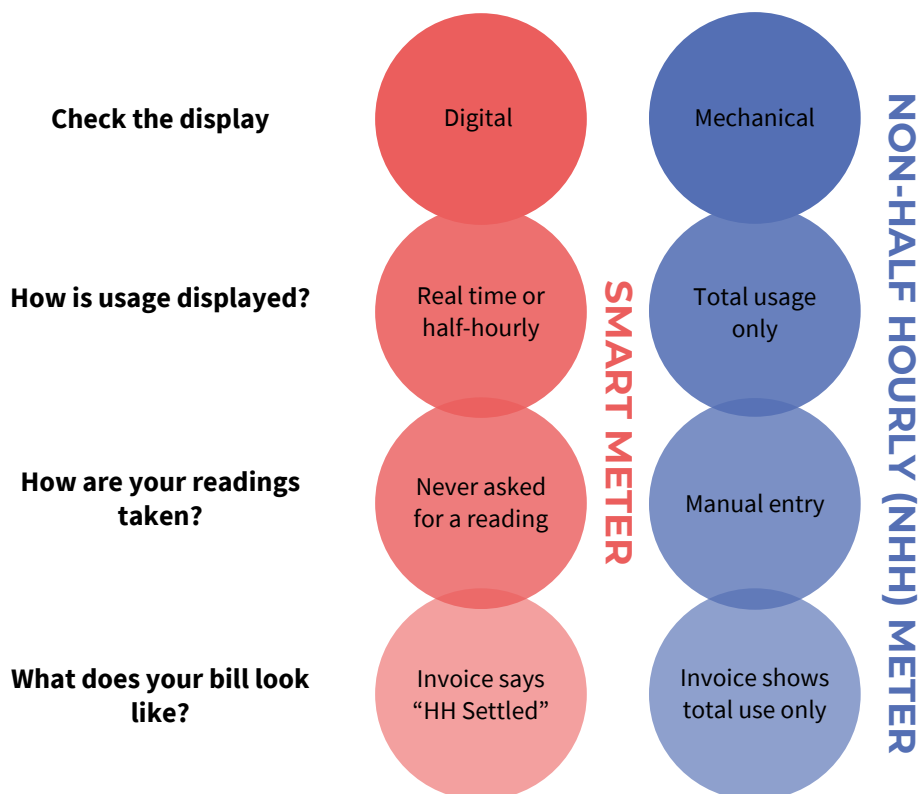 Check the display
Digital
Mechanical
How is usage displayed?
Real time or
half-hourly
Total usage
only
How are your readings
taken?
Never asked
for a reading
Manual entry
What does your bill look
like?
Invoice says
“HH Settled”
Invoice shows
total use only
SMART METER
NON-HALF HOURLY (NHH) METER